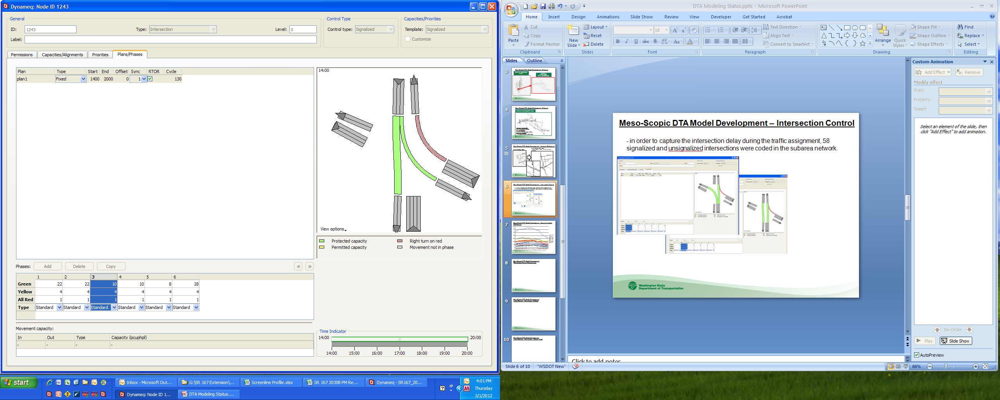 Dynameq: Node ID 1243
General
ID: 1243 Type: Intersection Level: 0
Label:
Control Type
Control type: Signalized
Capacities/Priorities
Template: Signalized
Customize
Permissions Capacities/Alignments Priorities Plans/Phases
Plan Type Start End Offset Sync RTOR Cycle
plan1 Fixed 1400 2000 0 1 130
14:00
View options
Protected capacity Right turn on red
Permitted capacity Movement not in phase
Phases: Add Delete Copy « »
1 2 3 4 5 6
Green 22 22 10 10 8 28
Yellow 4 4 4 4 4 4
All Red 1 1 1 1 1 1
Type Standard Standard Standard Standard Standard Standard
Movement capacity:
In Out Type Capacity (pcuphpl)
- - - -
Time Indicator
14:00 20:00
14:00 15:00 16:00 17:00 18:00 19:00 20:00
start
Inbox - Microsoft Out... G:\SR 167 Extension\... Screenline Profile.xlsx SR 167 2030B PM Re... Dynameq - SR167_20...
Dynameq: Node ID 1... DTA Modeling Status....
4:01 PM
Thursday
3/1/2012
DTA Modeling Status.pptx - Microsoft PowerPoint
Home Insert Design Animations Slide Show Review View Developer Get Started Acrobat
Paste
Cut
Copy
Format Painter
Clipboard
New Slide
Layout
Reset
Delete
Slides
18
B I U abc S AV Aa A
Font
Text Direction
Align Text
Convert to SmartArt
Paragraph
Arrange
Quick Styles
Shape Fill
Shape Outline
Shape Effects
Drawing
Find
Replace
Select
Editing
Slides Outline
3
4
5
6
7
8
9
10
Meso-Scopic DTA Model Development – Intersection Control
- in order to capture the intersection delay during the traffic assignment, 58
signalized and unsignalized intersections were coded in the subarea network.
Washington State
Department of Transportation
Click to add notes
Custom Animation
Add Effect Remove
Modify effect
Start:
Property:
Speed:
Select an element of the slide, then
click "Add Effect" to add animation.
Re-Order
Play Slide Show
AutoPreview
Slide 6 of 10 "WSDOT New" 66%